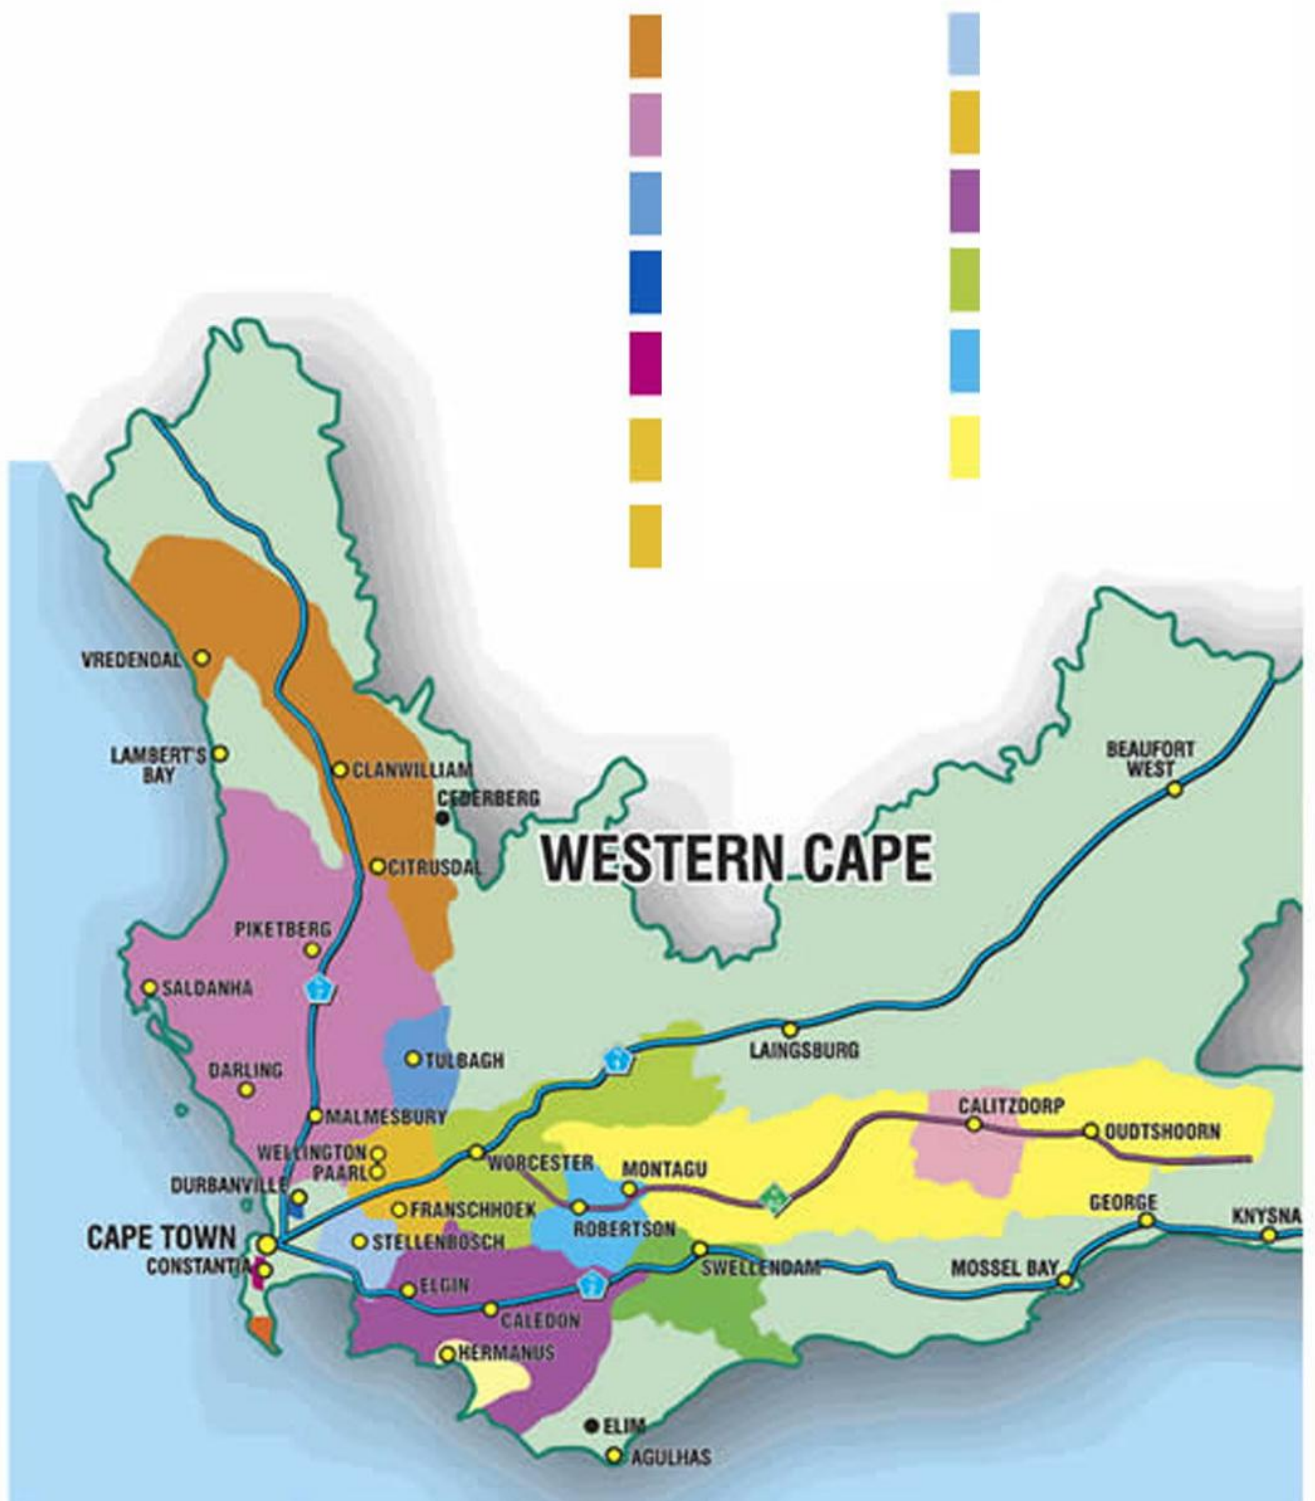 VREDENDAL
LAMBERT'S
BAY
CLANWILLIAM
CEDERBERG
BEAUFORT
WEST
WESTERN CAPE
CITRUSDAL
PIKETBERG
SALDANHA
LAINGSBURG
TULBAGH
DARLING
CALITZDORP
MALMESBURY
OUDTSHOORN
WELLINGTON
WORCESTER
PAARL
MONTAGU
DURBANVILLE
FRANSCHHOEK
GEORGE
KNYSNA
ROBERTSON
CAPE TOWN
STELLENBOSCH
CONSTANTIA
SWELLENDAM
MOSSEL BAY
ELGIN
CALEDON
HERMANUS
ELIM
AGULHAS